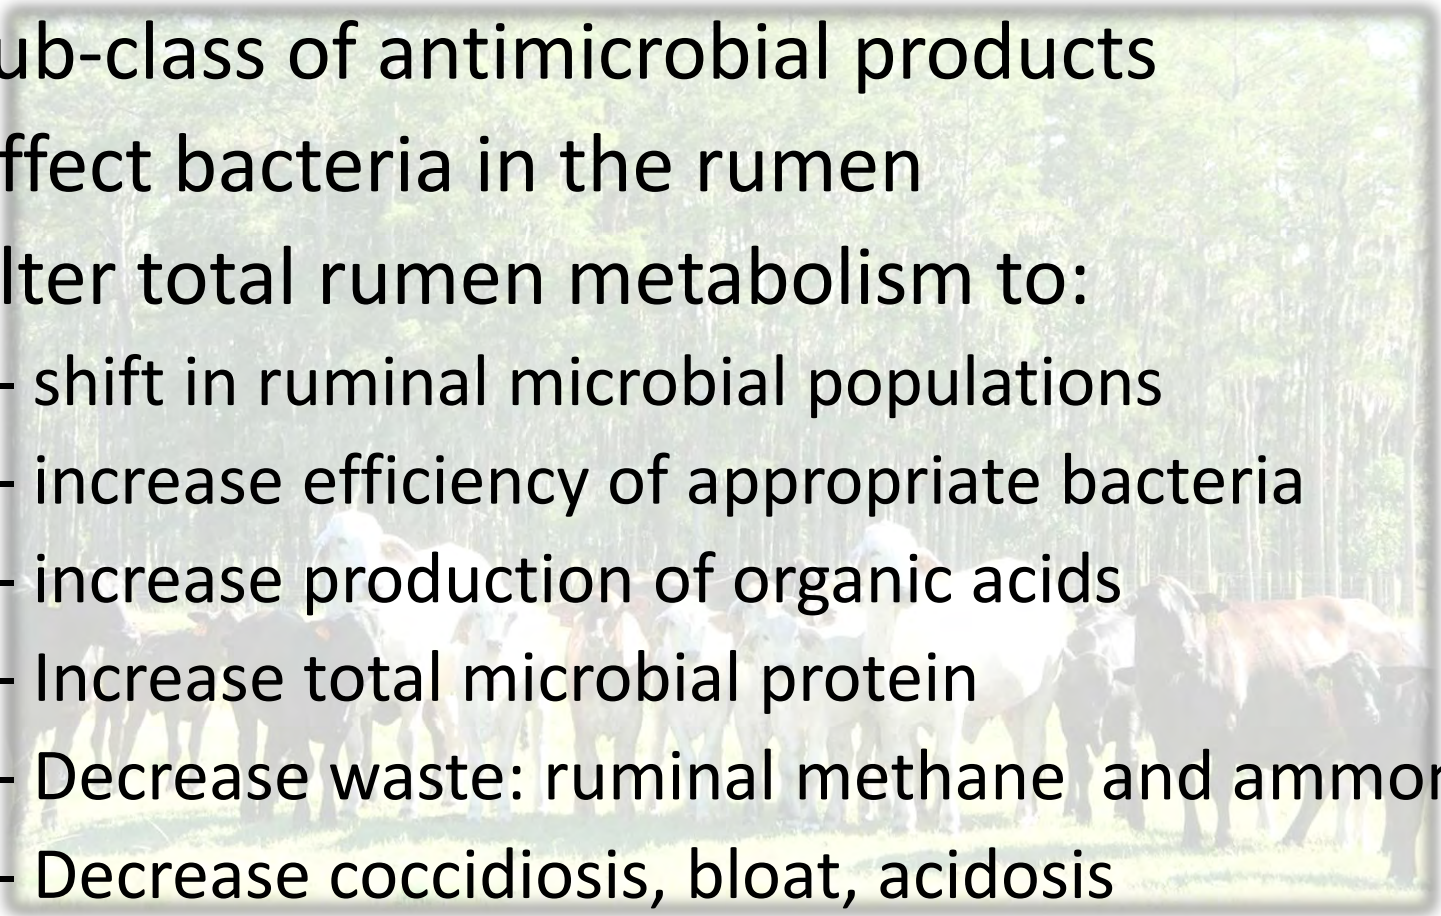 ub-class of antimicrobial products
ffect bacteria in the rumen
lter total rumen metabolism to:
- shift in ruminal microbial populations
- increase efficiency of appropriate bacteria
- increase production of organic acids
- Increase total microbial protein
- Decrease waste: ruminal methane and ammon
- Decrease coccidiosis, bloat, acidosis